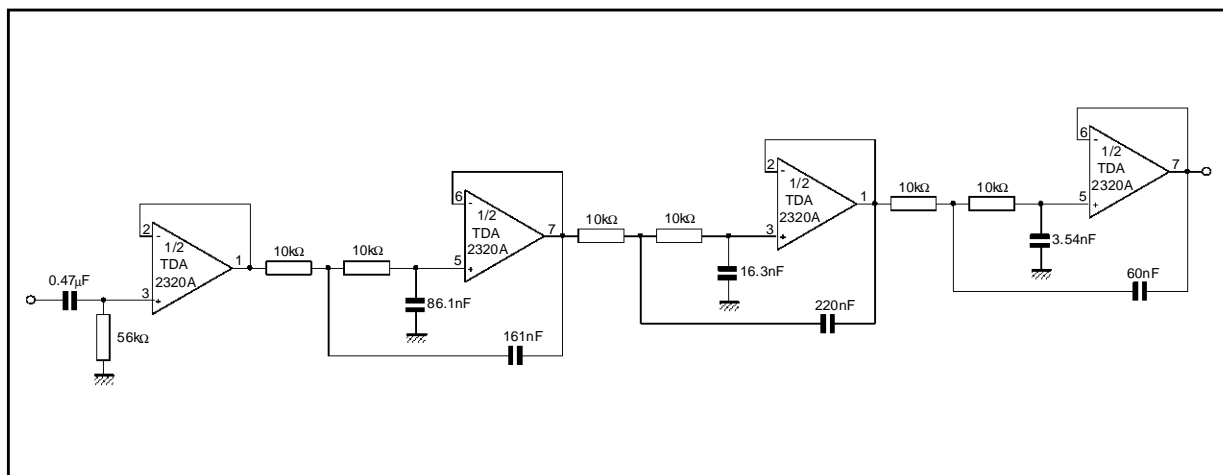 0.47µF
3
56kΩ
2
-
+
1/2
TDA
2320A
1
10kΩ
10kΩ
86.1nF
161nF
5
6
-
+
1/2
TDA
2320A
7
10kΩ
10kΩ
16.3nF
220nF
3
2
-
+
1/2
TDA
2320A
1
10kΩ
10kΩ
3.54nF
60nF
5
6
-
+
1/2
TDA
2320A
7